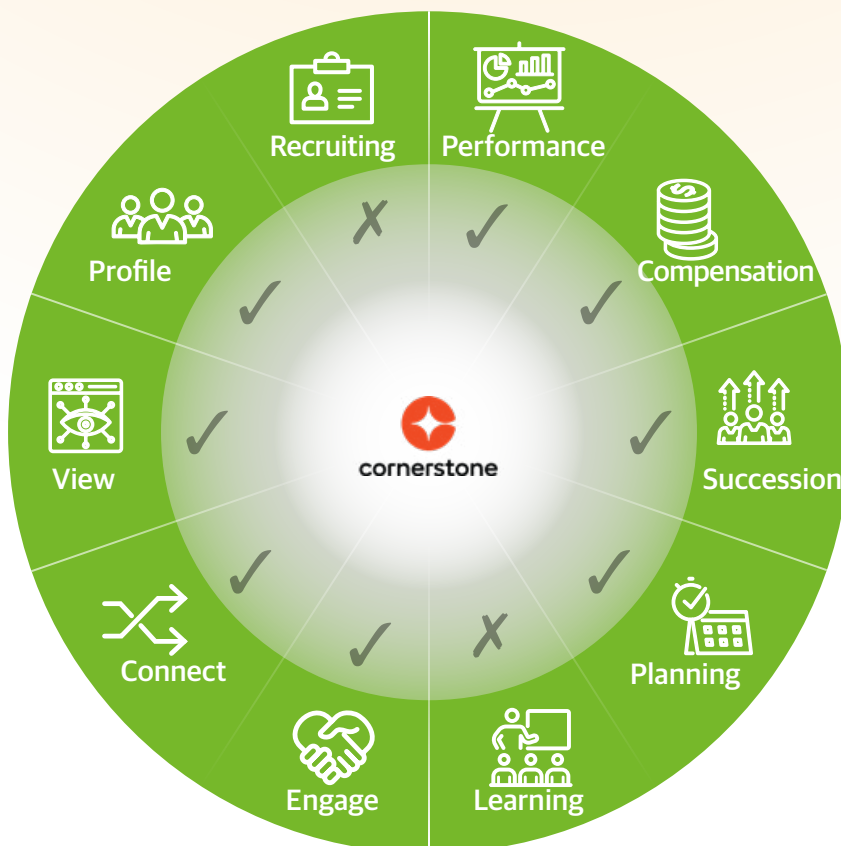 Recruiting
Performance
Profile
Compensation
cornerstone
View
Succession
Connect
Planning
Engage
Learning